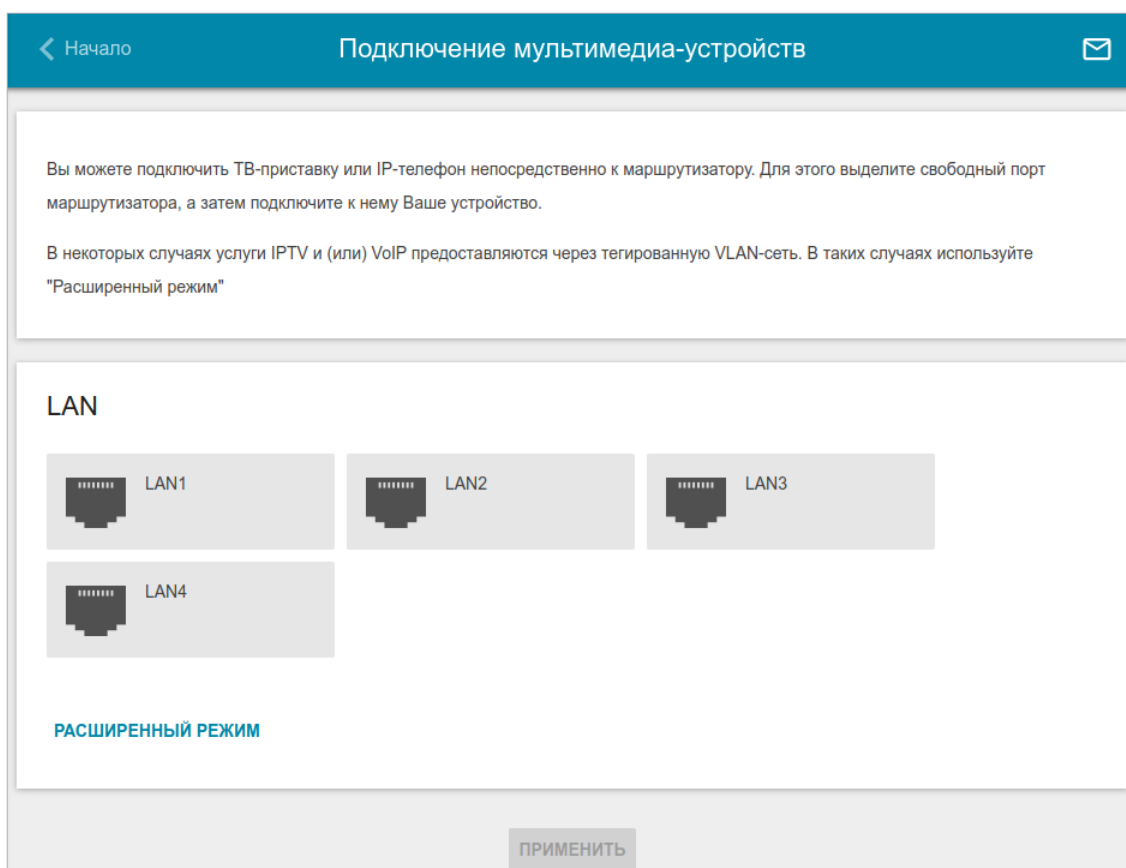 Начало
Подключение мультимедиа-устройств
Вы можете подключить ТВ-приставку или IP-телефон непосредственно к маршрутизатору. Для этого выделите свободный порт
маршрутизатора, а затем подключите к нему Ваше устройство.
В некоторых случаях услуги IPTV и (или) VoIP предоставляются через тегированную VLAN-сеть. В таких случаях используйте
"Расширенный режим"
LAN
LAN1
LAN2
LAN3
LAN4
РАСШИРЕННЫЙ РЕЖИМ
ПРИМЕНИТЬ